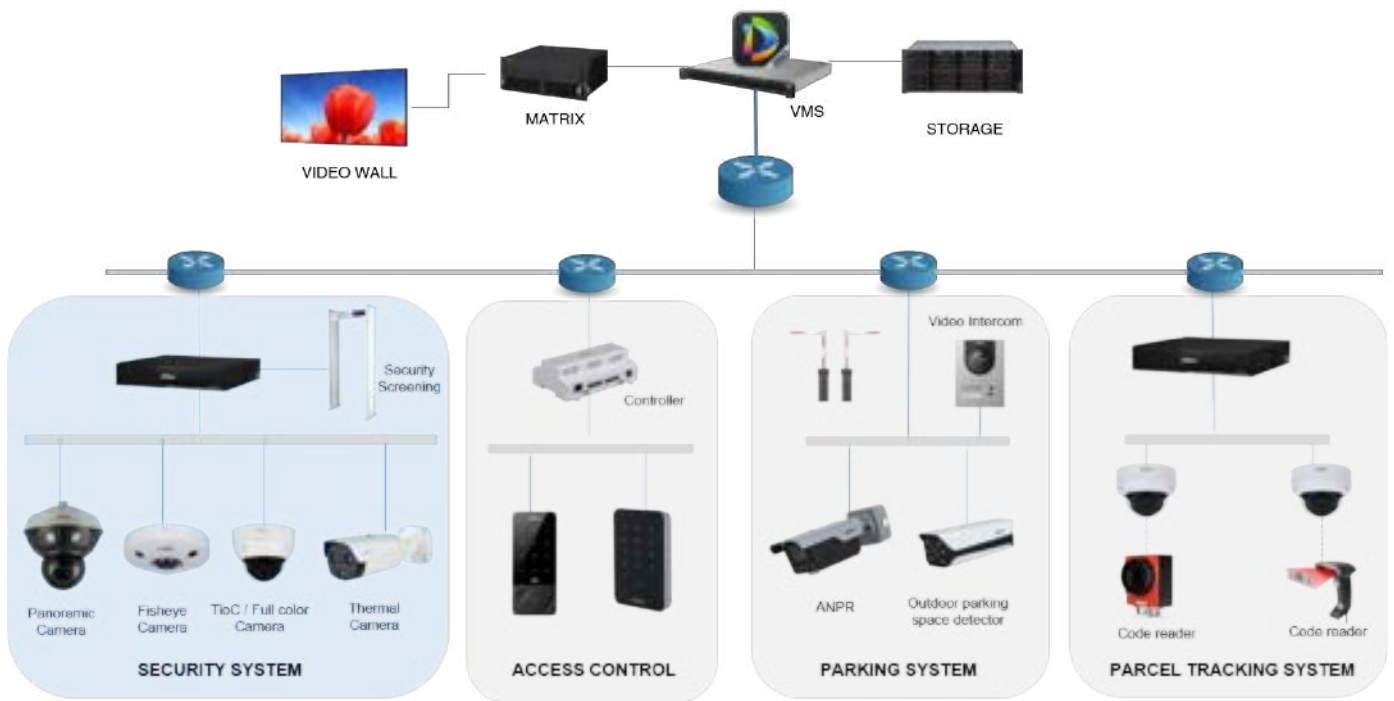 MATRIX
VMS
STORAGE
VIDEO WALL
Video Intercom
Security
Screening
Controller
Panoramic
Camera
Fisheye
Camera
TioC / Full color
Camera
Thermal
Camera
ANPR
Outdoor parking
space detector
Code reader
Code reader
SECURITY SYSTEM
ACCESS CONTROL
PARKING SYSTEM
PARCEL TRACKING SYSTEM